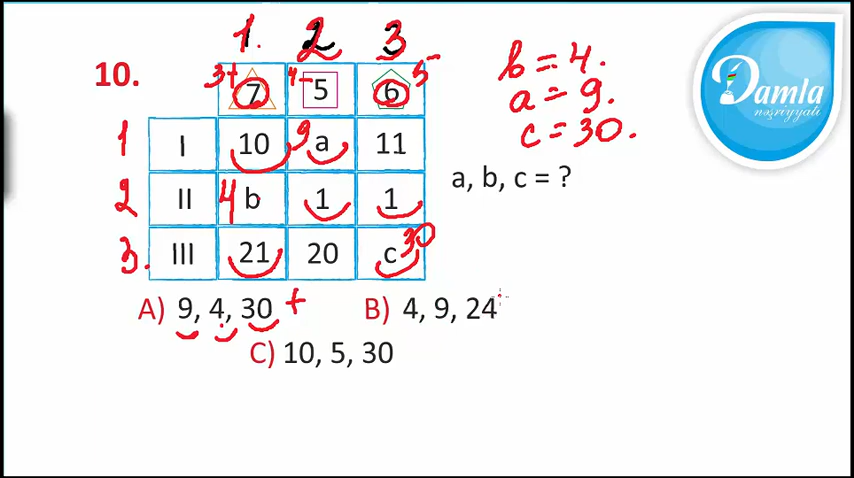 1. 2 3
10. 3+ 7 4- 5 6 5-
1 I 10 9 a 11
2 II 4 b 1 1
3. III 21 20 c 30
b = 4.
a = 9.
c = 30.
a, b, c = ?
A) 9, 4, 30 + B) 4, 9, 24
C) 10, 5, 30
Damla
nəşriyyatı